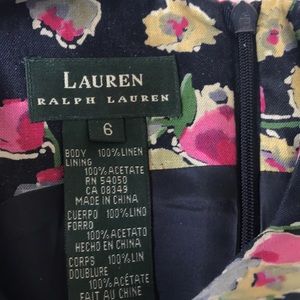 LAUREN
RALPH LAUREN
6
BODY 100%LINEN
LINING
100%ACETATE
RN 54050
CA 08349
MADE IN CHINA
CUERPO 100%LINO
FORRO
100%ACETATO
HECHO EN CHINA
CORPS 100%LIN
DOUBLURE
100%ACÉTATE
FAIT AU CHINE